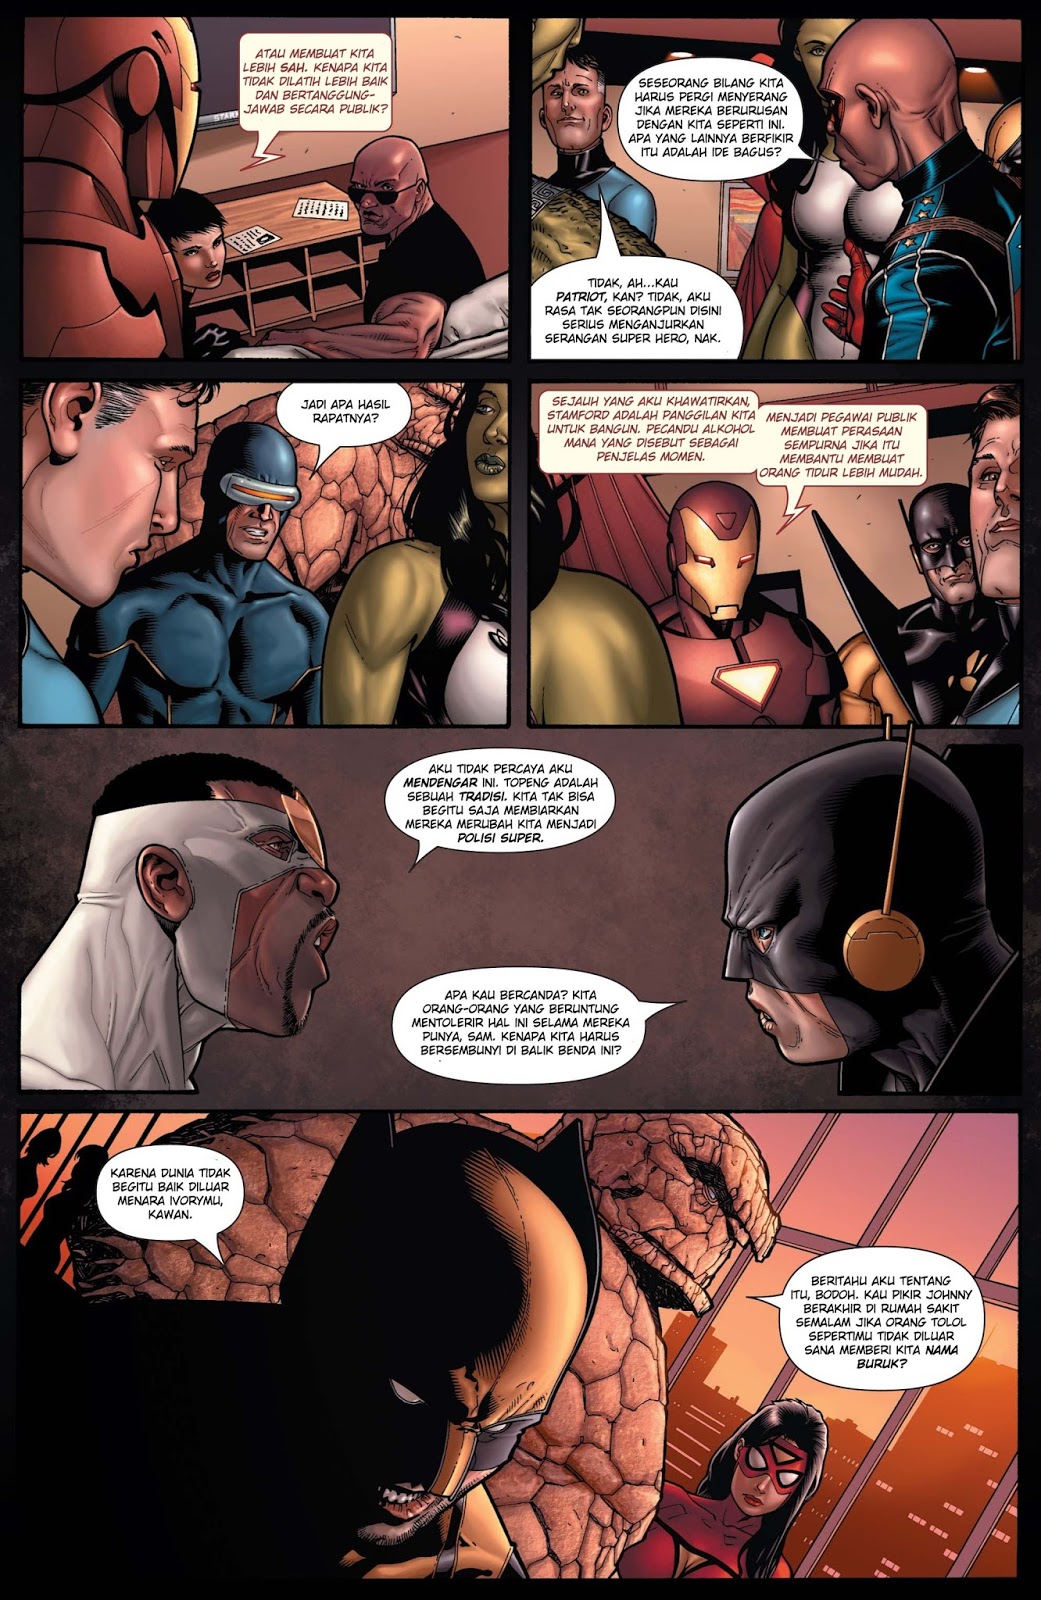 ATAU MEMBUAT KITA
LEBIH SAH. KENAPA KITA
TIDAK DILATIH LEBIH BAIK
DAN BERTANGGUNG-
JAWAB SECARA PUBLIK?
STAR
SESEORANG BILANG KITA
HARUS PERGI MENYERANG
JIKA MEREKA BERURUSAN
DENGAN KITA SEPERTI INI.
APA YANG LAINNYA BERFIKIR
ITU ADALAH IDE BAGUS?
TIDAK, AH...KAU
PATRIOT, KAN? TIDAK, AKU
RASA TAK SEORANGPUN DISINI
SERIUS MENGANJURKAN
SERANGAN SUPER HERO, NAK.
JADI APA HASIL
RAPATNYA?
SEJAUH YANG AKU KHAWATIRKAN,
STAMFORD ADALAH PANGGILAN KITA
UNTUK BANGUN. PECANDU ALKOHOL
MANA YANG DISEBUT SEBAGAI
PENJELAS MOMEN.
MENJADI PEGAWAI PUBLIK
MEMBUAT PERASAAN
SEMPURNA JIKA ITU
MEMBANTU MEMBUAT
ORANG TIDUR LEBIH MUDAH.
AKU TIDAK PERCAYA AKU
MENDENGAR INI. TOPENG ADALAH
SEBUAH TRADISI. KITA TAK BISA
BEGITU SAJA MEMBIARKAN
MEREKA MERUBAH KITA MENJADI
POLISI SUPER.
APA KAU BERCANDA? KITA
ORANG-ORANG YANG BERUNTUNG
MENTOLERIR HAL INI SELAMA MEREKA
PUNYA, SAM. KENAPA KITA HARUS
BERSEMBUNYI DI BALIK BENDA INI?
KARENA DUNIA TIDAK
BEGITU BAIK DILUAR
MENARA IVORYMU,
KAWAN.
BERITAHU AKU TENTANG
ITU, BODOH. KAU PIKIR JOHNNY
BERAKHIR DI RUMAH SAKIT
SEMALAM JIKA ORANG TOLOL
SEPERTIMU TIDAK DILUAR
SANA MEMBERI KITA NAMA
BURUK?